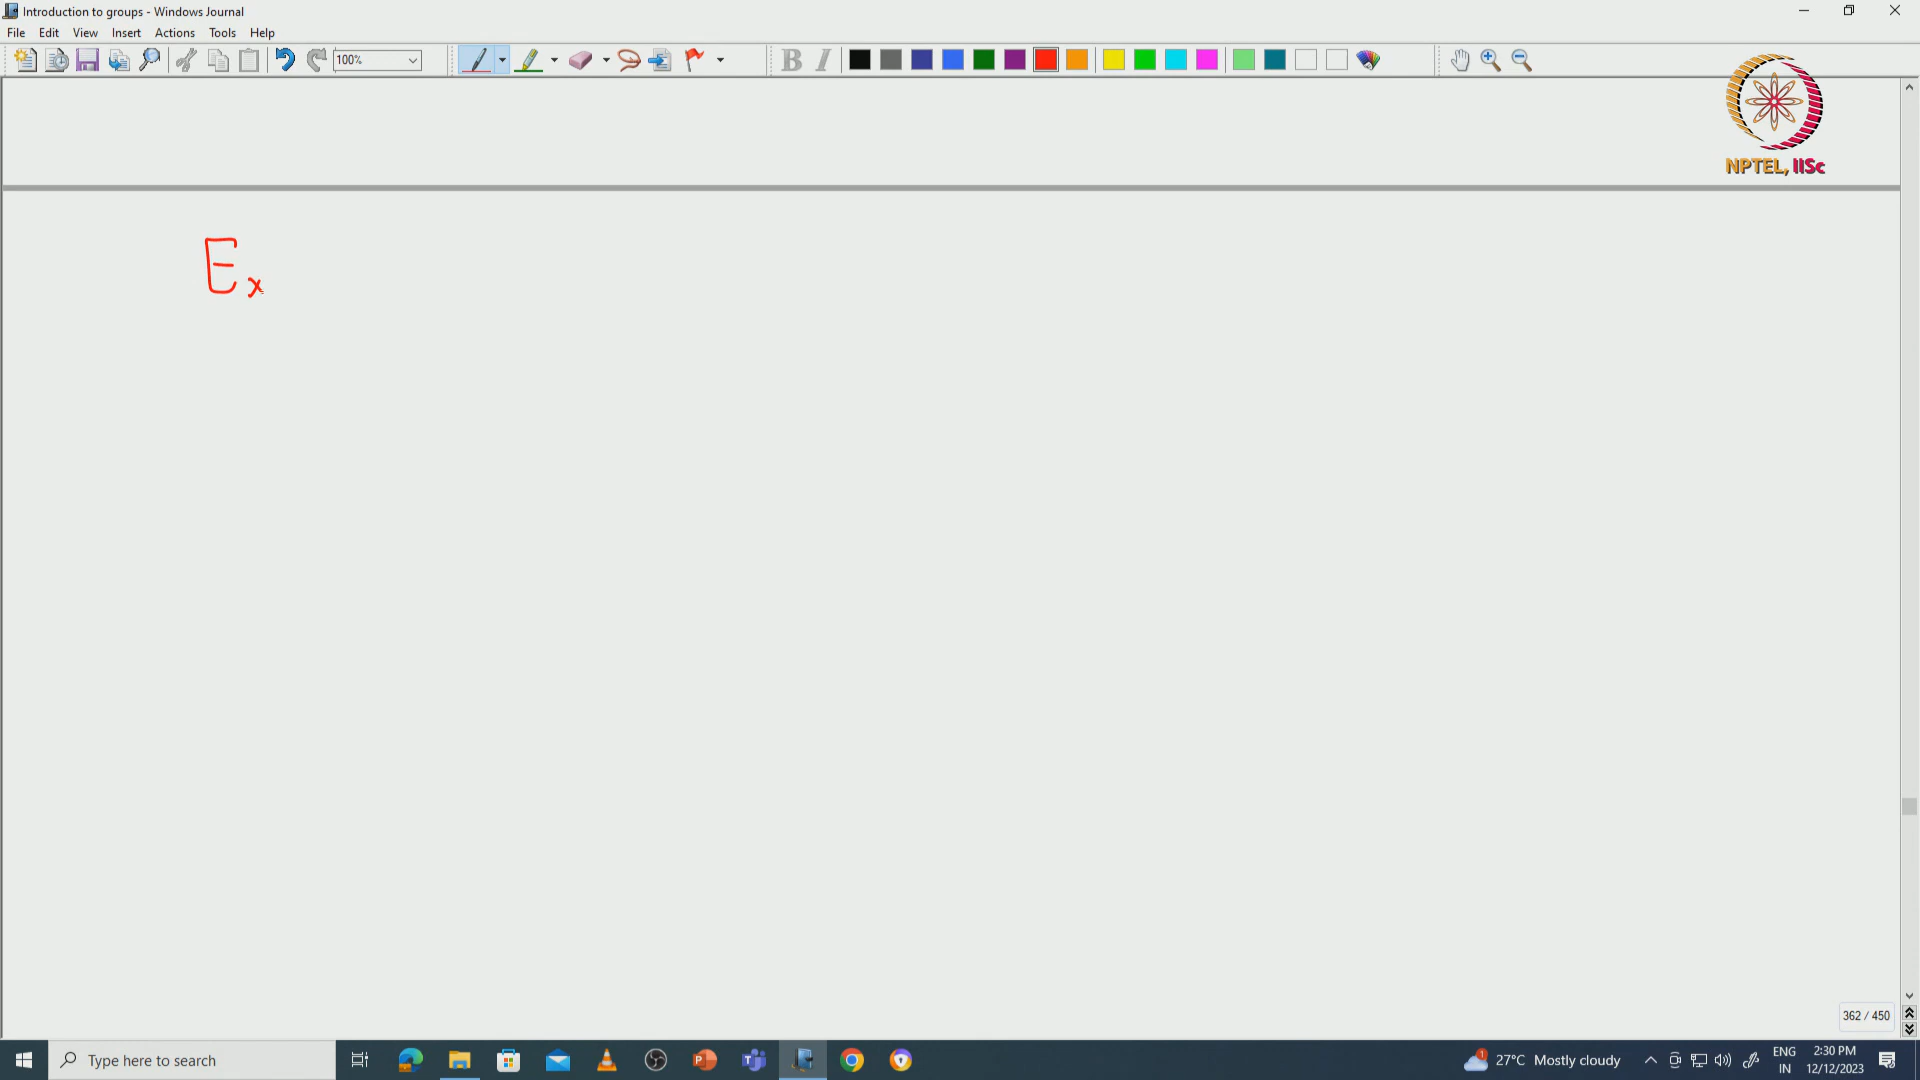 Introduction to groups - Windows Journal
File Edit View Insert Actions Tools Help
100%
B I
NPTEL, IISc
Ex
362 / 450
Type here to search
1
27°C Mostly cloudy
ENG
IN
2:30 PM
12/12/2023